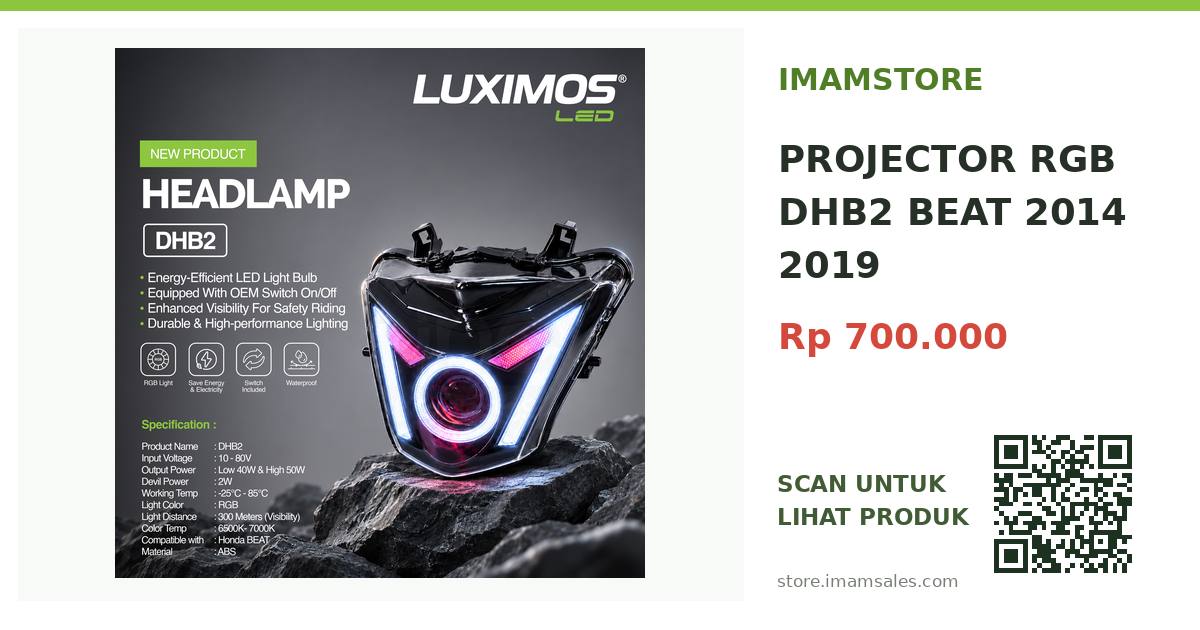 LUXIMOS®
LED
NEW PRODUCT
HEADLAMP
DHB2
• Energy-Efficient LED Light Bulb
• Equipped With OEM Switch On/Off
• Enhanced Visibility For Safety Riding
• Durable & High-performance Lighting
RGB
RGB Light
Save Energy
& Electricity
Switch
Included
Waterproof
Specification :
Product Name : DHB2
Input Voltage : 10 - 80V
Output Power : Low 40W & High 50W
Devil Power : 2W
Working Temp : -25°C - 85°C
Light Color : RGB
Light Distance : 300 Meters (Visibility)
Color Temp : 6500K- 7000K
Compatible with : Honda BEAT
Material : ABS
IMAMSTORE
PROJECTOR RGB
DHB2 BEAT 2014
2019
Rp 700.000
SCAN UNTUK
LIHAT PRODUK
store.imamsales.com